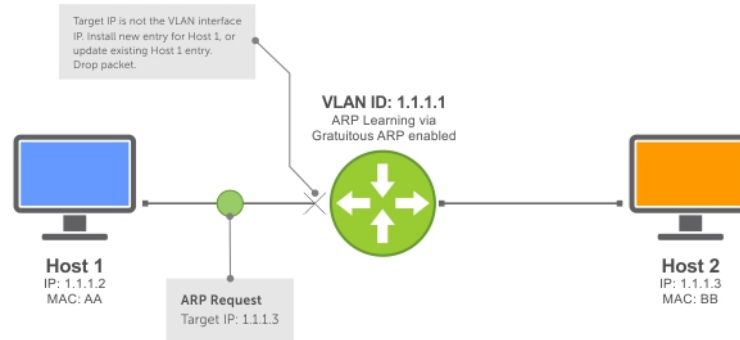 Target IP is not the VLAN interface
IP. Install new entry for Host 1, or
update existing Host 1 entry.
Drop packet.
VLAN ID: 1.1.1.1
ARP Learning via
Gratuitous ARP enabled
Host 1
IP: 1.1.1.2
MAC: AA
ARP Request
Target IP: 1.1.1.3
Host 2
IP: 1.1.1.3
MAC: BB